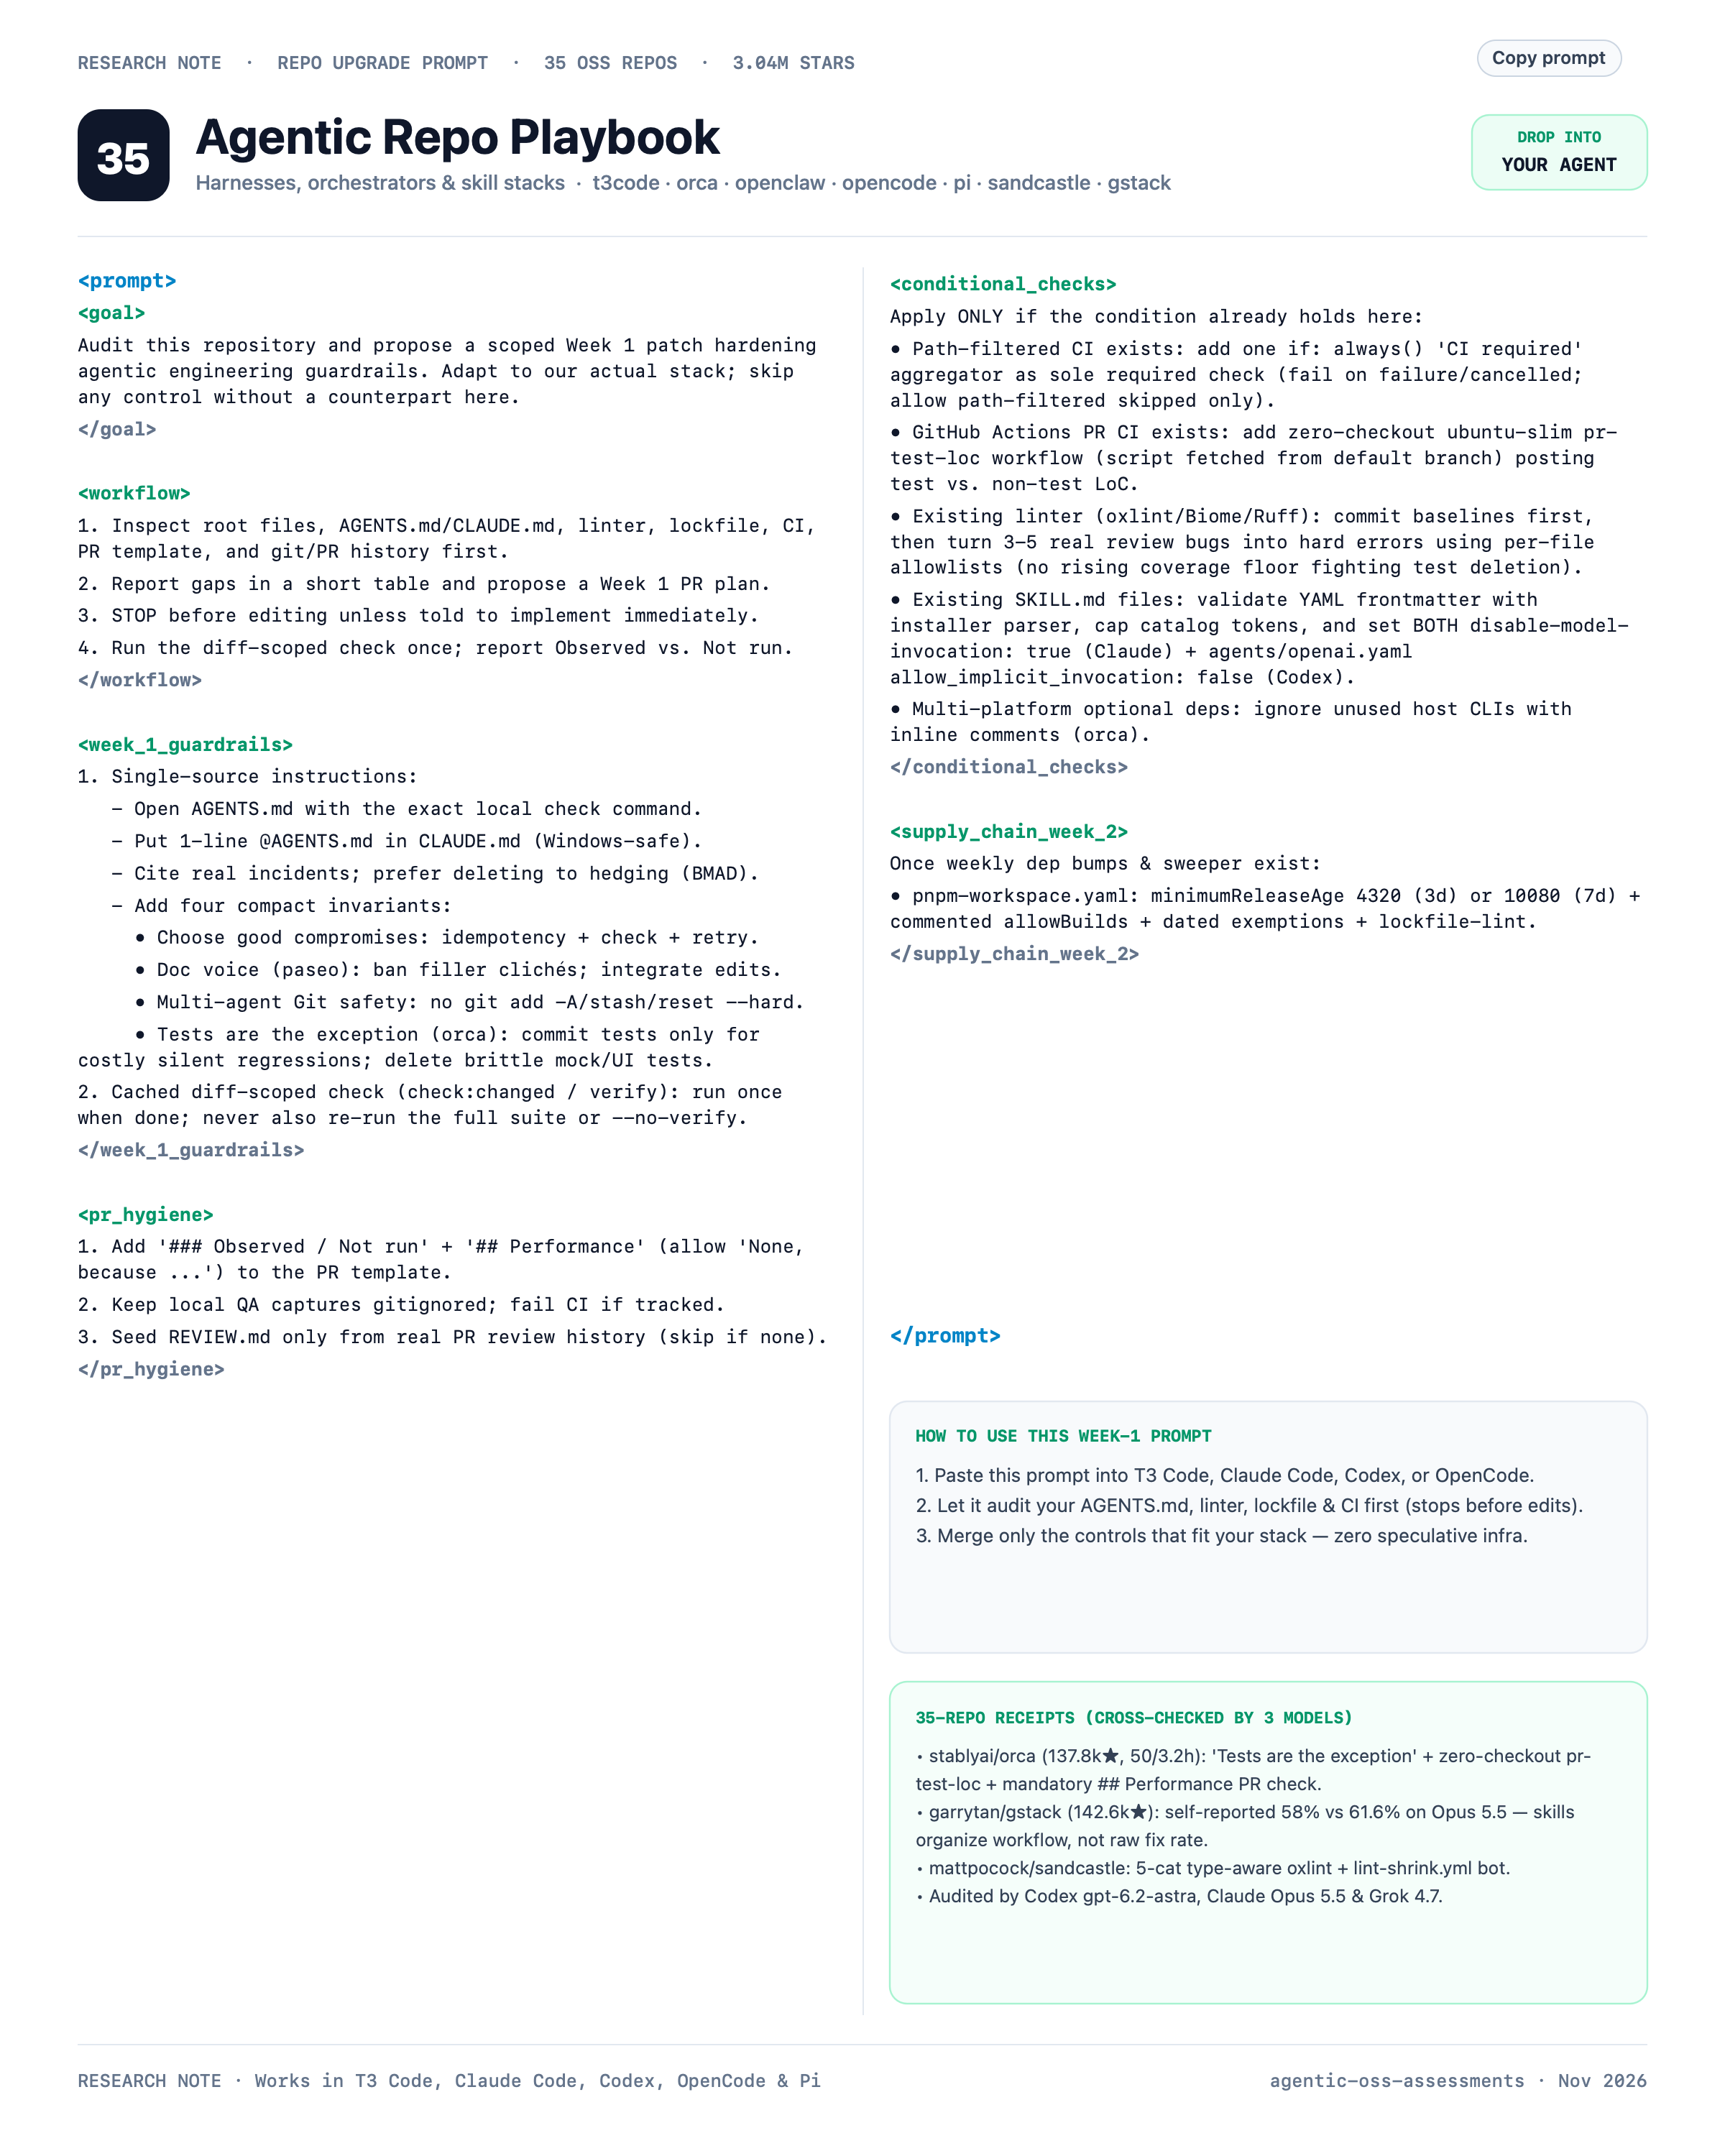 RESEARCH NOTE · REPO UPGRADE PROMPT · 35 OSS REPOS · 3.04M STARS
Copy prompt
35
Agentic Repo Playbook
Harnesses, orchestrators & skill stacks · t3code · orca · openclaw · opencode · pi · sandcastle · gstack
DROP INTO
YOUR AGENT
<prompt>
<goal>
Audit this repository and propose a scoped Week 1 patch hardening
agentic engineering guardrails. Adapt to our actual stack; skip
any control without a counterpart here.
</goal>
<workflow>
1. Inspect root files, AGENTS.md/CLAUDE.md, linter, lockfile, CI,
PR template, and git/PR history first.
2. Report gaps in a short table and propose a Week 1 PR plan.
3. STOP before editing unless told to implement immediately.
4. Run the diff-scoped check once; report Observed vs. Not run.
</workflow>
<week_1_guardrails>
1. Single-source instructions:
– Open AGENTS.md with the exact local check command.
– Put 1-line @AGENTS.md in CLAUDE.md (Windows-safe).
– Cite real incidents; prefer deleting to hedging (BMAD).
– Add four compact invariants:
• Choose good compromises: idempotency + check + retry.
• Doc voice (paseo): ban filler clichés; integrate edits.
• Multi-agent Git safety: no git add -A/stash/reset --hard.
• Tests are the exception (orca): commit tests only for
costly silent regressions; delete brittle mock/UI tests.
2. Cached diff-scoped check (check:changed / verify): run once
when done; never also re-run the full suite or --no-verify.
</week_1_guardrails>
<pr_hygiene>
1. Add '### Observed / Not run' + '## Performance' (allow 'None,
because ...') to the PR template.
2. Keep local QA captures gitignored; fail CI if tracked.
3. Seed REVIEW.md only from real PR review history (skip if none).
</pr_hygiene>
<conditional_checks>
Apply ONLY if the condition already holds here:
• Path-filtered CI exists: add one if: always() 'CI required'
aggregator as sole required check (fail on failure/cancelled;
allow path-filtered skipped only).
• GitHub Actions PR CI exists: add zero-checkout ubuntu-slim pr-
test-loc workflow (script fetched from default branch) posting
test vs. non-test LoC.
• Existing linter (oxlint/Biome/Ruff): commit baselines first,
then turn 3-5 real review bugs into hard errors using per-file
allowlists (no rising coverage floor fighting test deletion).
• Existing SKILL.md files: validate YAML frontmatter with
installer parser, cap catalog tokens, and set BOTH disable-model-
invocation: true (Claude) + agents/openai.yaml
allow_implicit_invocation: false (Codex).
• Multi-platform optional deps: ignore unused host CLIs with
inline comments (orca).
</conditional_checks>
<supply_chain_week_2>
Once weekly dep bumps & sweeper exist:
• pnpm-workspace.yaml: minimumReleaseAge 4320 (3d) or 10080 (7d) +
commented allowBuilds + dated exemptions + lockfile-lint.
</supply_chain_week_2>
</prompt>
HOW TO USE THIS WEEK-1 PROMPT
1. Paste this prompt into T3 Code, Claude Code, Codex, or OpenCode.
2. Let it audit your AGENTS.md, linter, lockfile & CI first (stops before edits).
3. Merge only the controls that fit your stack — zero speculative infra.
35-REPO RECEIPTS (CROSS-CHECKED BY 3 MODELS)
• stablyai/orca (137.8k★, 50/3.2h): 'Tests are the exception' + zero-checkout pr-
test-loc + mandatory ## Performance PR check.
• garrytan/gstack (142.6k★): self-reported 58% vs 61.6% on Opus 5.5 — skills
organize workflow, not raw fix rate.
• mattpocock/sandcastle: 5-cat type-aware oxlint + lint-shrink.yml bot.
• Audited by Codex gpt-6.2-astra, Claude Opus 5.5 & Grok 4.7.
RESEARCH NOTE · Works in T3 Code, Claude Code, Codex, OpenCode & Pi
agentic-oss-assessments · Nov 2026